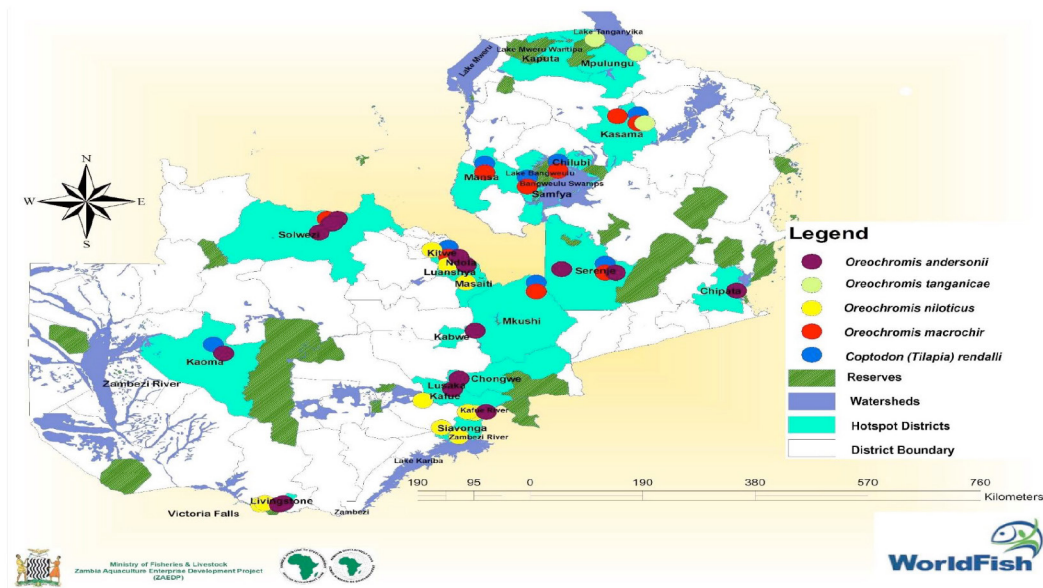 Lake Tanganyika
Lake Mweru Wantipa
Kaputa
Mpulungu
Lake Mweru
Kasama
Chilubi
Mansa
Lake Bangweulu
Bangweulu Swamps
Samfya
N
W
E
S
Solwezi
Kitwe
Ndola
Luanshya
Masaiti
Serenje
Chipata
Mkushi
Kabwe
Kaoma
Zambezi River
Lusaka
Chongwe
Kafue
Kafue River
Siavonga
Zambezi River
Lake Kariba
Livingstone
Victoria Falls
Zambezi
Legend
Oreochromis andersonii
Oreochromis tanganicae
Oreochromis niloticus
Oreochromis macrochir
Coptodon (Tilapia) rendalli
Reserves
Watersheds
Hotspot Districts
District Boundary
190 95 0 190 380 570 760
Kilometers
Ministry of Fisheries & Livestock
Zambia Aquaculture Enterprise Development Project
(ZAEDP)
WorldFish